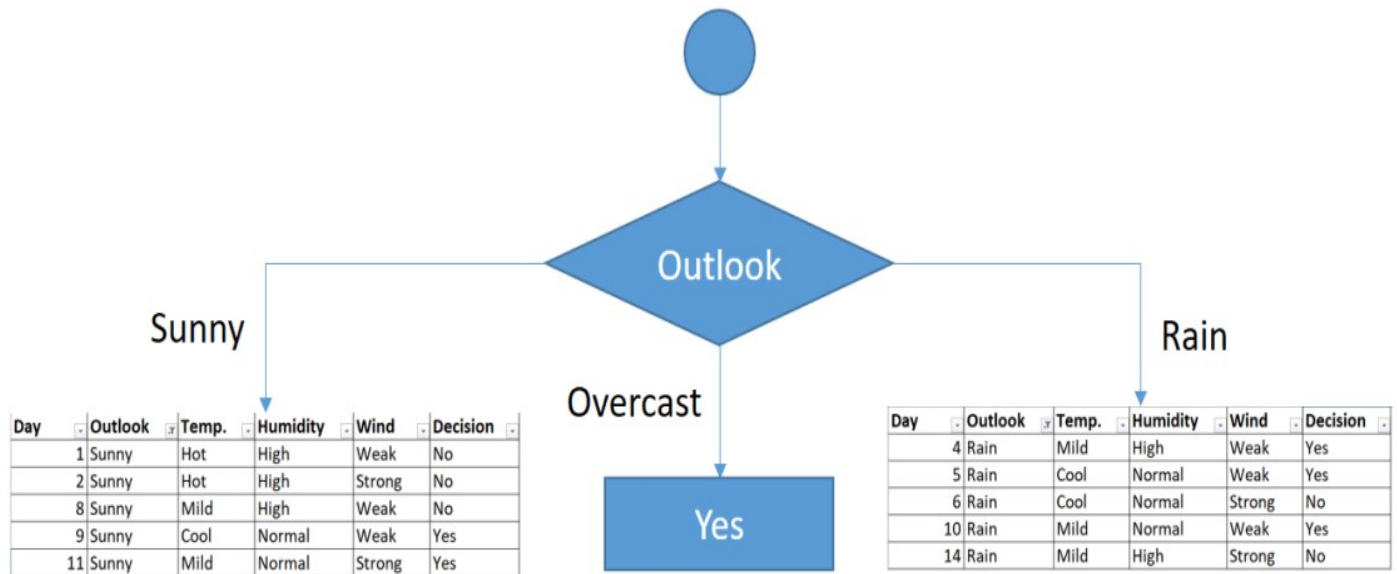 Outlook
Sunny
Overcast
Rain
Day Outlook Temp. Humidity Wind Decision
1 Sunny Hot High Weak No
2 Sunny Hot High Strong No
8 Sunny Mild High Weak No
9 Sunny Cool Normal Weak Yes
11 Sunny Mild Normal Strong Yes
Yes
Day Outlook Temp. Humidity Wind Decision
4 Rain Mild High Weak Yes
5 Rain Cool Normal Weak Yes
6 Rain Cool Normal Strong No
10 Rain Mild Normal Weak Yes
14 Rain Mild High Strong No